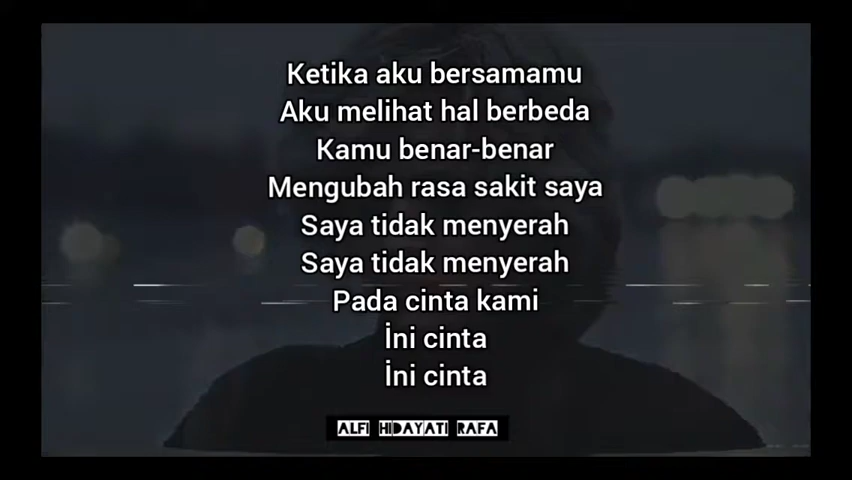 Ketika aku bersamamu
Aku melihat hal berbeda
Kamu benar-benar
Mengubah rasa sakit saya
Saya tidak menyerah
Saya tidak menyerah
Pada cinta kami
İni cinta
İni cinta
ALFI HIDAYATI RAFA